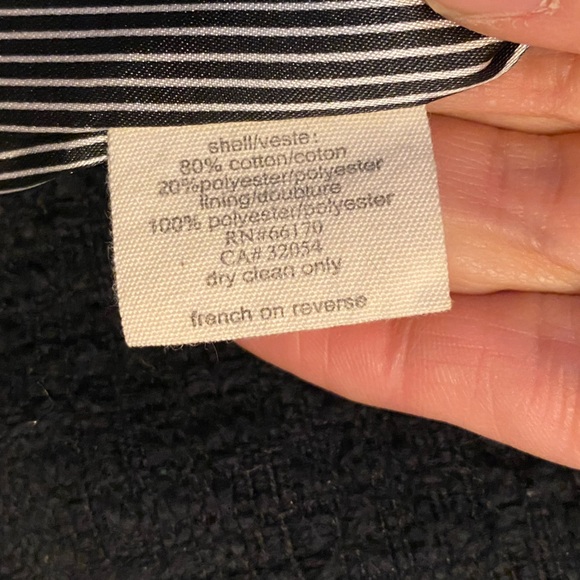 shell/veste:
80% cotton/coton
20%polyester/polyester
lining/doublure
100% polyester/polyester
RN#66170
CA# 32054
dry clean only
french on reverse